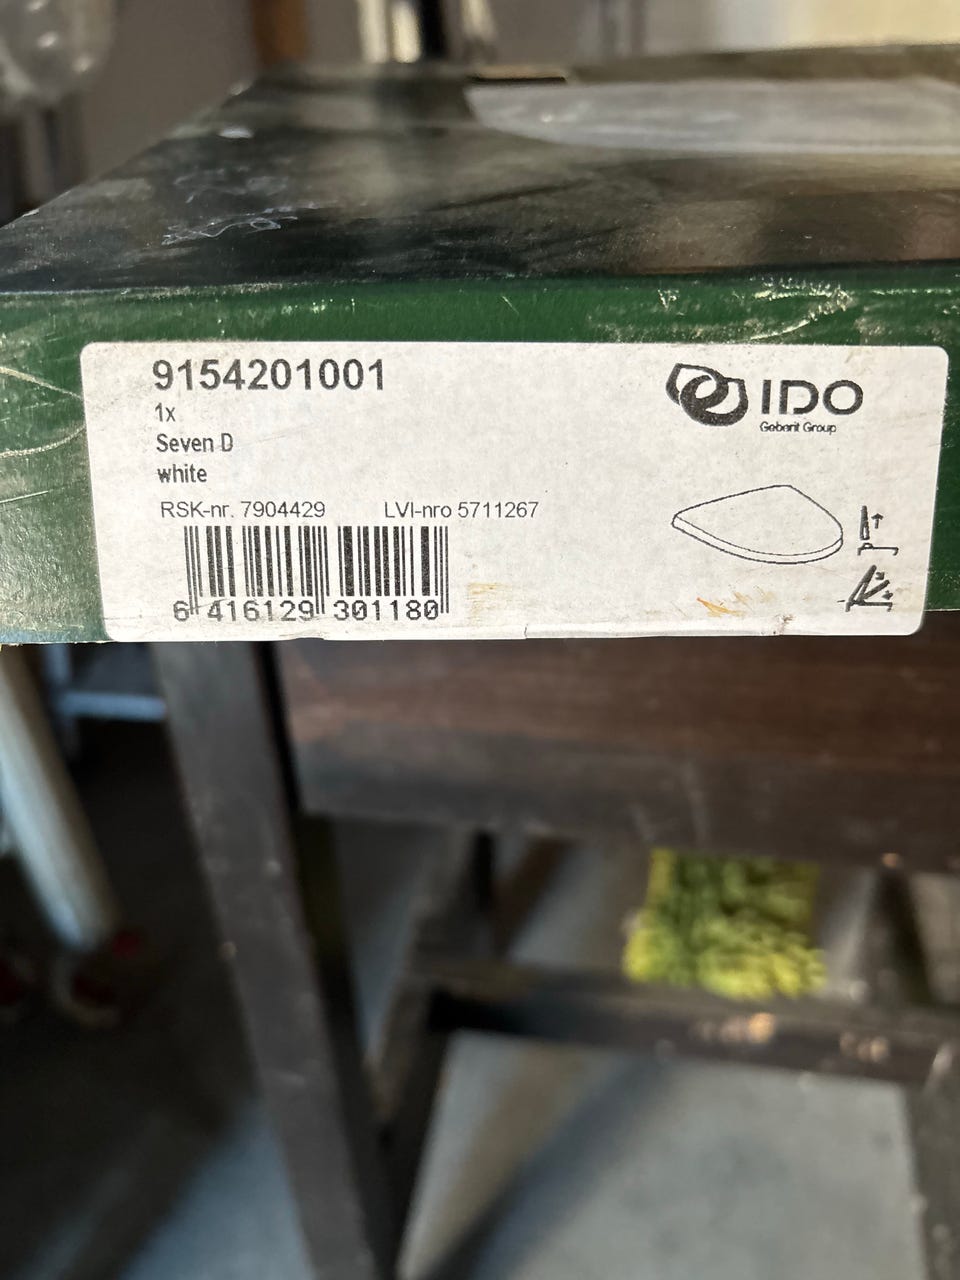 9154201001
1x
Seven D
white
RSK-nr. 7904429 LVI-nro 5711267
6 416129 301180
IDO
Geberit Group